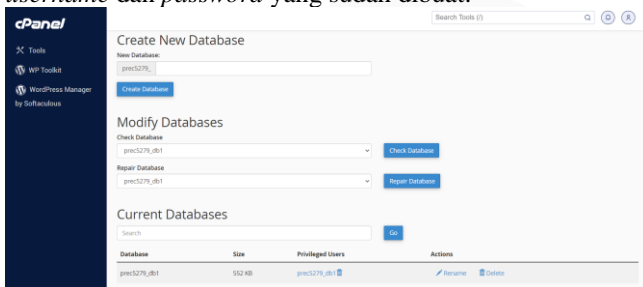 username dan password yang sudah dibuat.
cPanel
Search Tools (/)
Tools
WP Toolkit
WordPress Manager
by Softaculous
Create New Database
New Database:
prec5279_
Create Database
Modify Databases
Check Database
prec5279_db1
Check Database
Repair Database
prec5279_db1
Repair Database
Current Databases
Search
Go
Database Size Privileged Users Actions
prec5279_db1 552 KB prec5279_db1 Rename Delete